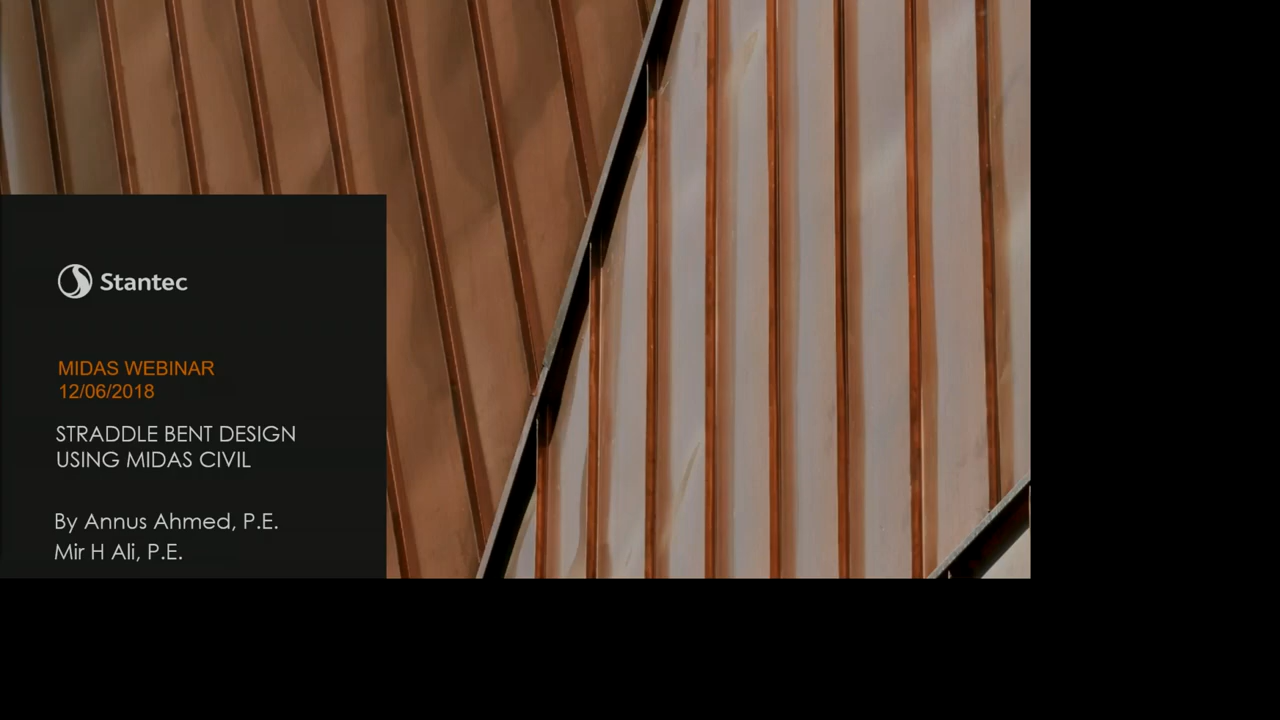 Stantec
MIDAS WEBINAR
12/06/2018
STRADDLE BENT DESIGN
USING MIDAS CIVIL
By Annus Ahmed, P.E.
Mir H Ali, P.E.